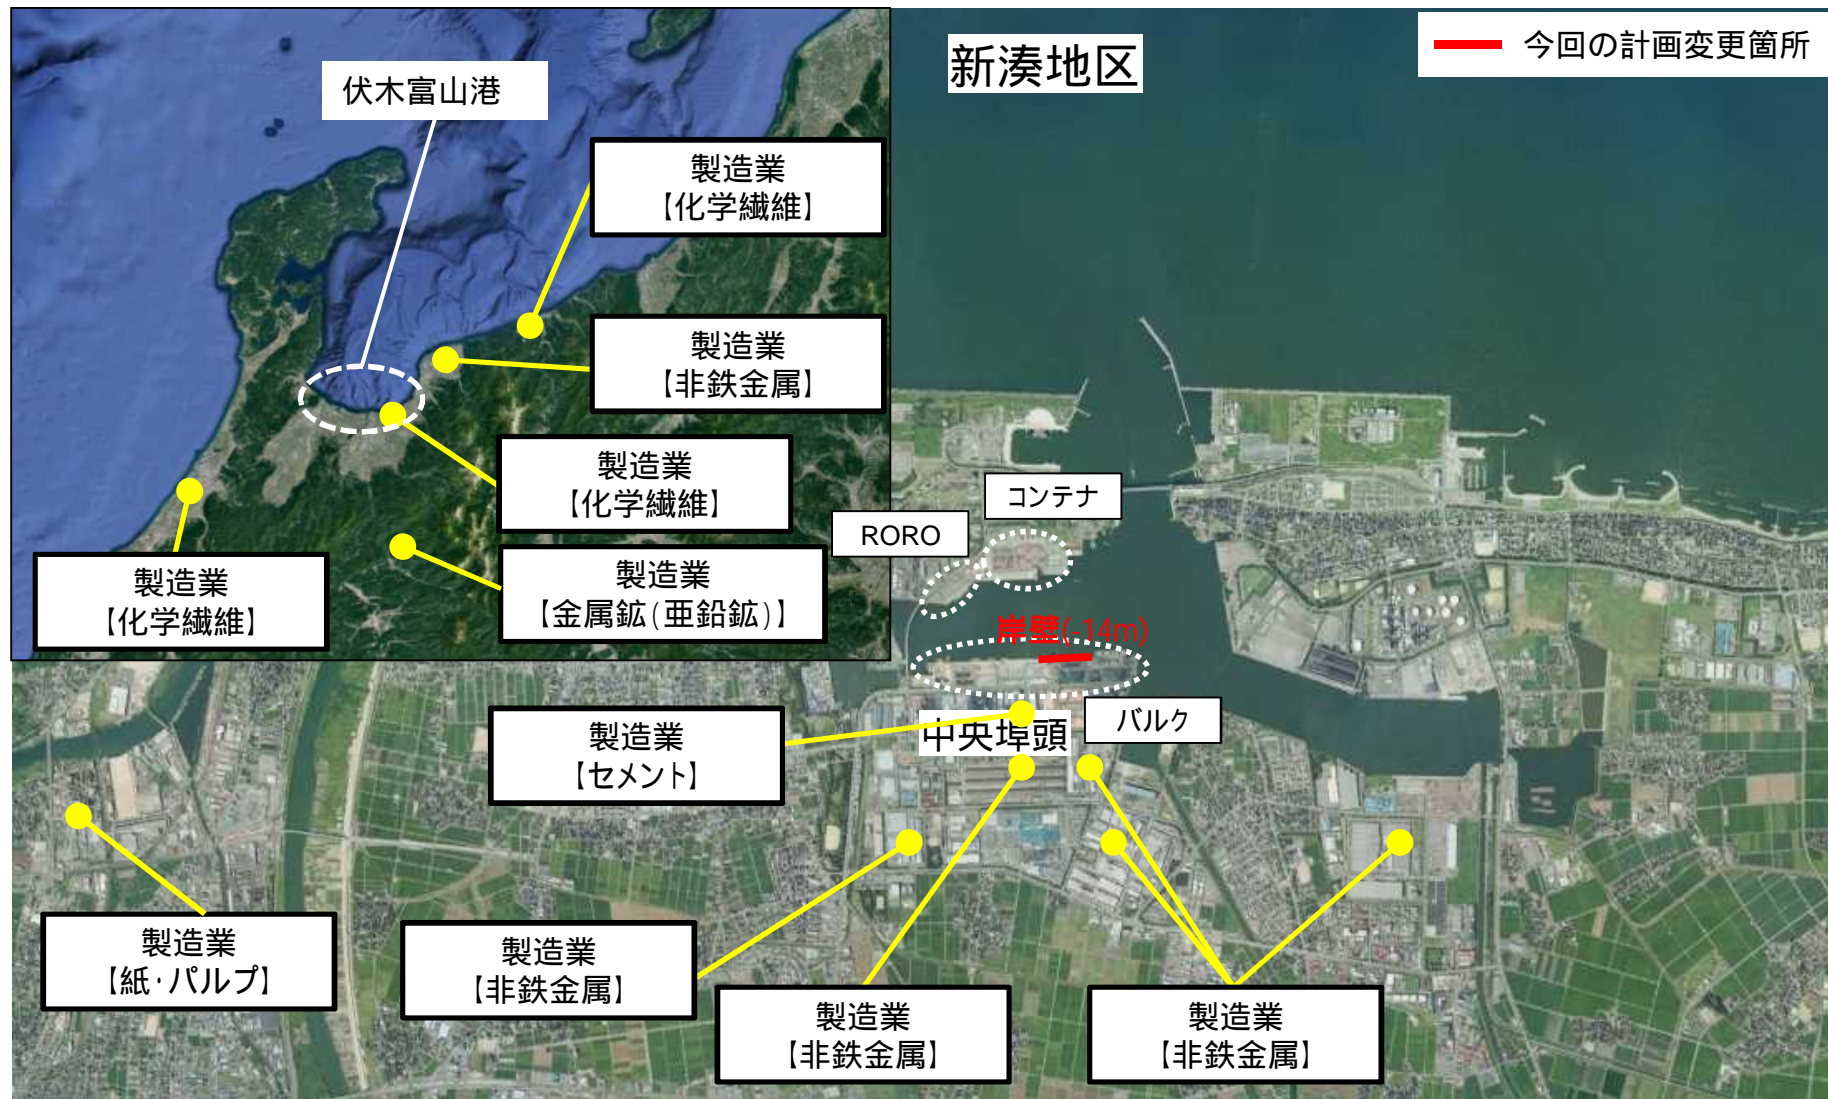 新湊地区
今回の計画変更箇所
伏木富山港
製造業
【化学繊維】
製造業
【非鉄金属】
製造業
【化学繊維】
製造業
【金属鉱(亜鉛鉱)】
製造業
【化学繊維】
コンテナ
RORO
岸壁(-14m)
中央埠頭
バルク
製造業
【セメント】
製造業
【紙・パルプ】
製造業
【非鉄金属】
製造業
【非鉄金属】
製造業
【非鉄金属】